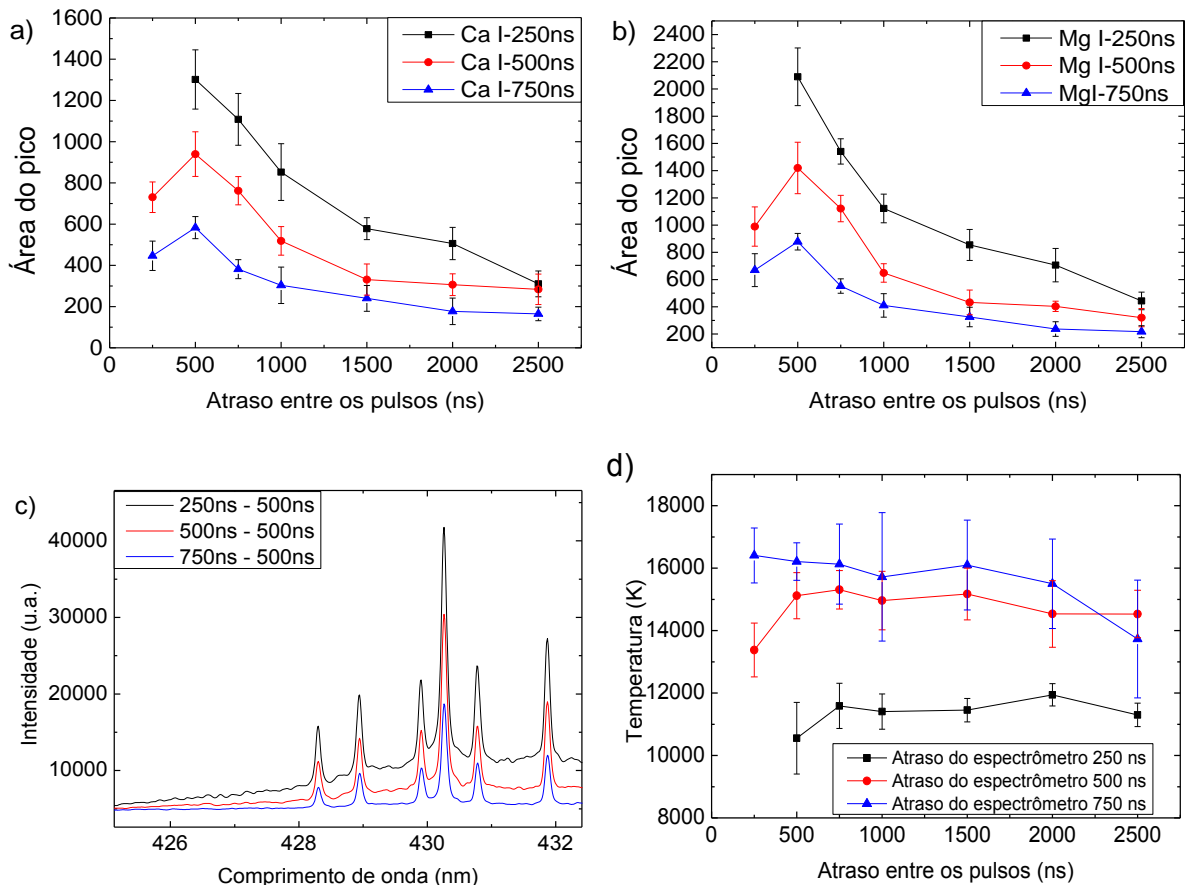 a)
Ca I-250ns
Ca I-500ns
Ca I-750ns
1600
1400
1200
1000
800
600
400
200
0
Área do pico
0 500 1000 1500 2000 2500
Atraso entre os pulsos (ns)
b)
Mg I-250ns
Mg I-500ns
MgI-750ns
2400
2200
2000
1800
1600
1400
1200
1000
800
600
400
200
Área do pico
0 500 1000 1500 2000 2500
Atraso entre os pulsos (ns)
c)
250ns - 500ns
500ns - 500ns
750ns - 500ns
40000
30000
20000
10000
Intensidade (u.a.)
426 428 430 432
Comprimento de onda (nm)
d)
18000
16000
14000
12000
10000
8000
Temperatura (K)
Atraso do espectrômetro 250 ns
Atraso do espectrômetro 500 ns
Atraso do espectrômetro 750 ns
0 500 1000 1500 2000 2500
Atraso entre os pulsos (ns)